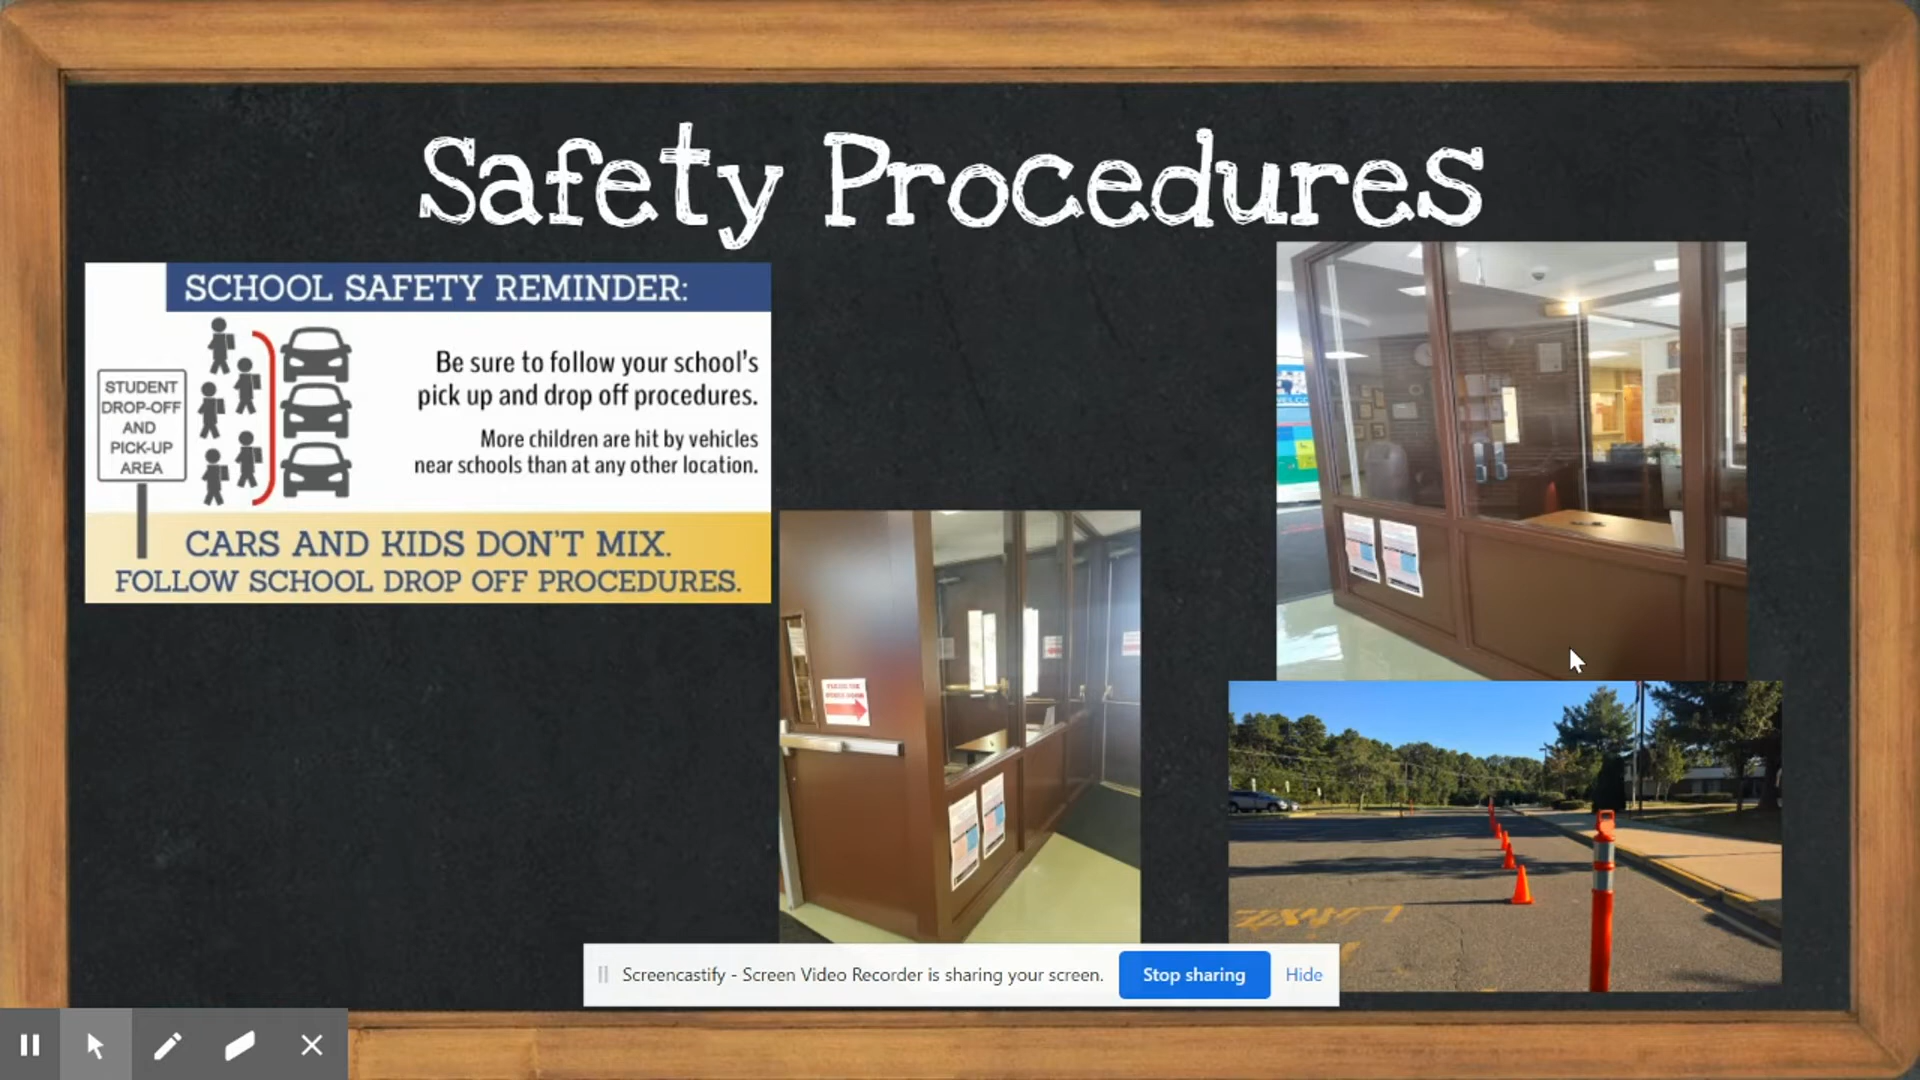 Safety Procedures
SCHOOL SAFETY REMINDER:
STUDENT
DROP-OFF
AND
PICK-UP
AREA
Be sure to follow your school's
pick up and drop off procedures.
More children are hit by vehicles
near schools than at any other location.
CARS AND KIDS DON'T MIX.
FOLLOW SCHOOL DROP OFF PROCEDURES.
Screencastify - Screen Video Recorder is sharing your screen.
Stop sharing
Hide